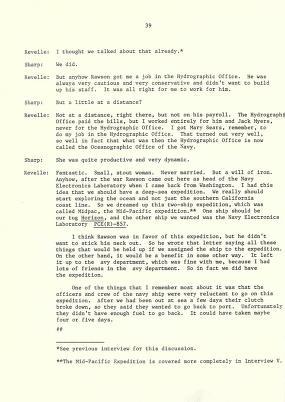 39
Revelle: I thought we talked about that already.*
Sharp: We did.
Revelle: But anyhow Rawson got me a job in the Hydrographic Office. He was
always very cautious and very conservative and didn't want to build
up his staff. It was all right for me to work for him.
Sharp: But a little at a distance?
Revelle: Not at a distance, right there, but not on his payroll. The Hydrographi
Office paid the bills, but I worked entirely for him and Jack Myers,
never for the Hydrographic Office. I got Mary Sears, remember, to
do my job in the Hydrographic Office. That turned out very well,
so well in fact that what was then the Hydrographic Office is now
called the Oceanographic Office of the Navy.
Sharp: She was quite productive and very dynamic.
Revelle: Fantastic. Small, stout woman. Never married. But a will of iron.
Anyhow, after the war Rawson came out here as head of the Navy
Electronics Laboratory when I came back from Washington. I had this
idea that we should have a deep-sea expedition. We really should
start exploring the ocean and not just the southern California
coast line. So we dreamed up this two-ship expedition, which was
called Midpac, the Mid-Pacific expedition.** One ship should be
our tug Horizon, and the other ship we wanted was the Navy Electronics
Laboratory PCE(R)-857.
I think Rawson was in favor of this expedition, but he didn't
want to stick his neck out. So he wrote that letter saying all these
things that would be held up if we assigned the ship to the expedition.
On the other hand, it would be a benefit in some other way. It left
it up to the avy department, which was fine with me, because I had
lots of friends in the avy department. So in fact we did have
the expedition.
One of the things that I remember most about it was that the
officers and crew of the navy ship were very reluctant to go on this
expedition. after we had been out at sea a few days their clutch
broke down, so they said they wanted to go back to port. Unfortunately
they didn't have enough fuel to go back. It could have taken maybe
four or five days.
##
*See previous interview for this discussion.
**The Mid-Pacific Expedition is covered more completely in Interview V.